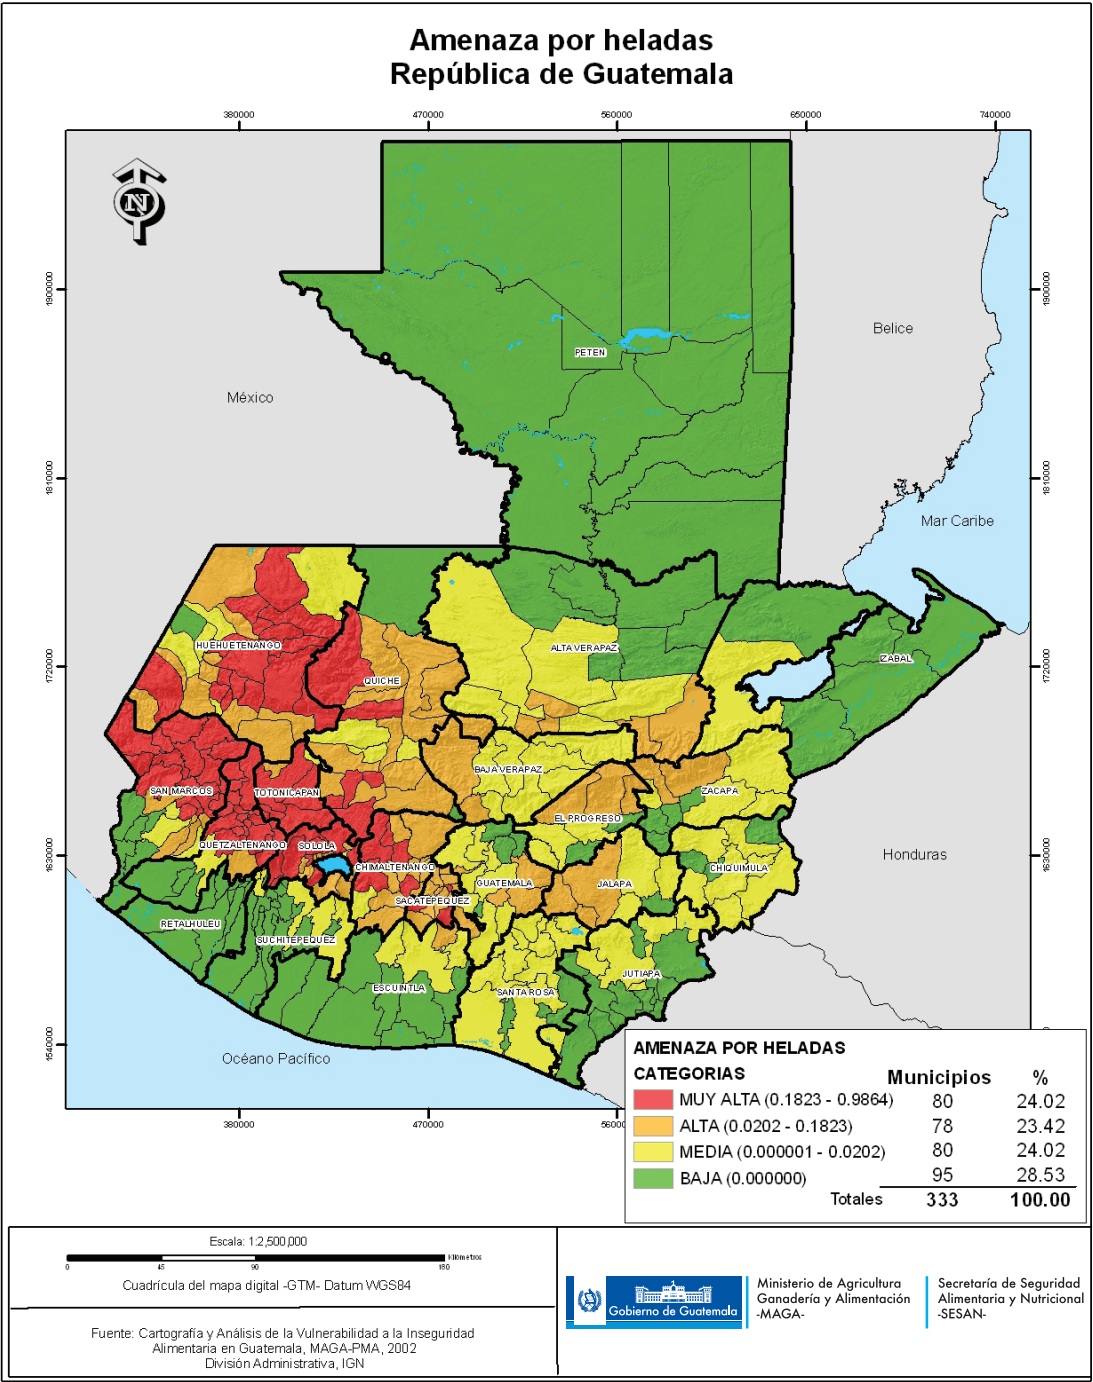 Amenaza por heladas
República de Guatemala
380000
470000
560000
650000
740000
1900000
1900000
Belice
PETEN
México
1810000
1810000
Mar Caribe
HUEHUETENANGO
ALTA VERAPAZ
IZABAL
1720000
1720000
QUICHE
BAJA VERAPAZ
SAN MARCOS
TOTONICAPAN
ZACAPA
EL PROGRESO
QUETZALTENANGO
SOLOLA
1630000
1630000
Honduras
CHIMALTENANGO
CHIQUIMULA
GUATEMALA
JALAPA
SACATEPEQUEZ
RETALHULEU
SUCHITEPEQUEZ
JUTIAPA
ESCUINTLA
SANTA ROSA
1540000
Océano Pacífico
380000
470000
560000
AMENAZA POR HELADAS
CATEGORIAS Municipios %
MUY ALTA (0.1823 - 0.9864) 80 24.02
ALTA (0.0202 - 0.1823) 78 23.42
MEDIA (0.000001 - 0.0202) 80 24.02
BAJA (0.000000) 95 28.53
Totales 333 100.00
Escala: 1:2,500,000
Kilometros
0 45 90 180
Cuadrícula del mapa digital -GTM- Datum WGS84
Fuente: Cartografía y Análisis de la Vulnerabilidad a la Inseguridad
Alimentaria en Guatemala, MAGA-PMA, 2002
División Administrativa, IGN
Gobierno de Guatemala
Ministerio de Agricultura
Ganadería y Alimentación
-MAGA-
Secretaría de Seguridad
Alimentaria y Nutricional
-SESAN-